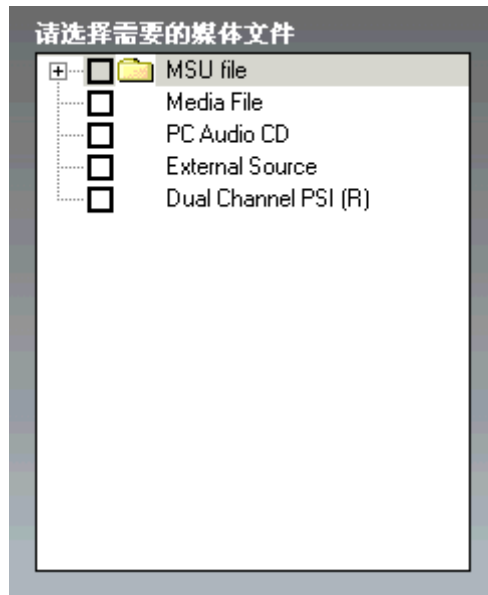 请选择需要的媒体文件
MSU file
Media File
PC Audio CD
External Source
Dual Channel PSI (R)